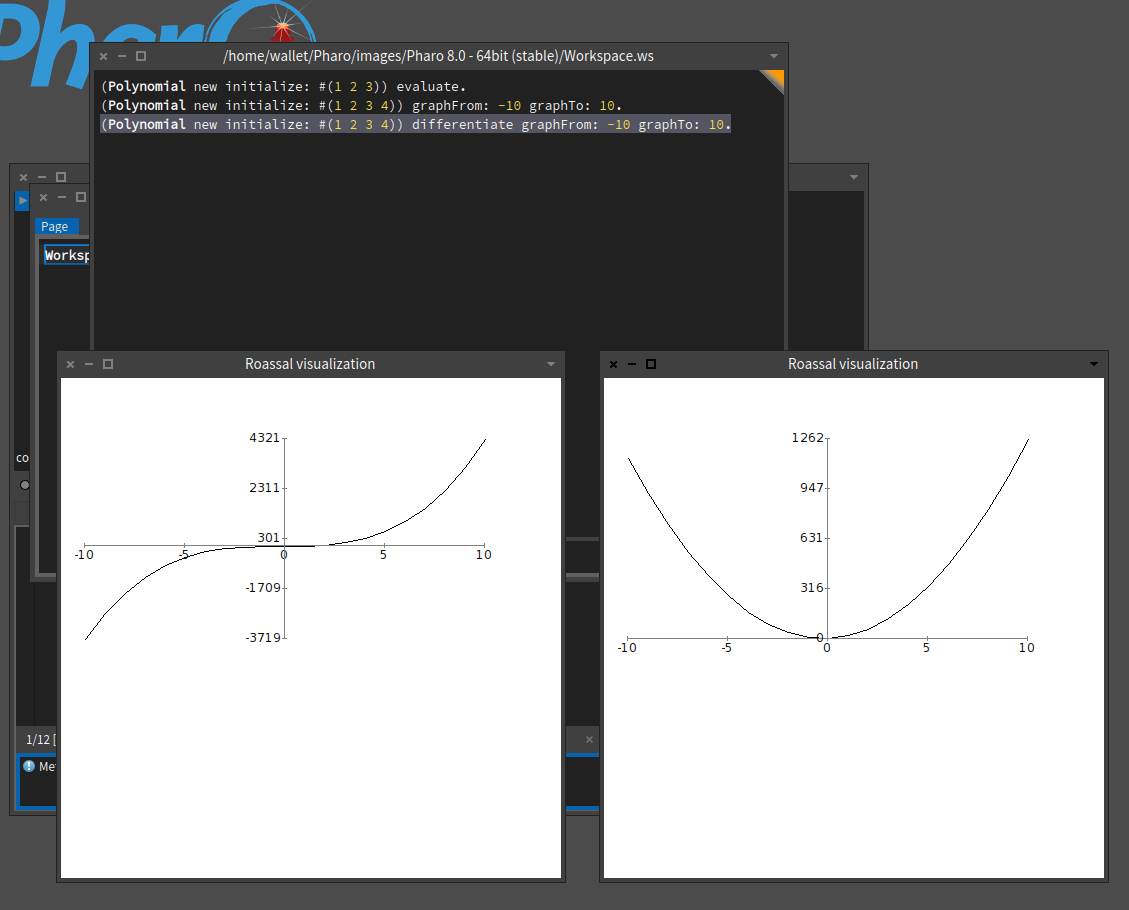 Pharo
/home/wallet/Pharo/images/Pharo 8.0 - 64bit (stable)/Workspace.ws
(Polynomial new initialize: #(1 2 3)) evaluate.
(Polynomial new initialize: #(1 2 3 4)) graphFrom: -10 graphTo: 10.
(Polynomial new initialize: #(1 2 3 4)) differentiate graphFrom: -10 graphTo: 10.
Page
Worksp
co
1/12 [
Me
Roassal visualization
4321
2311
301
-10 -5 0 5 10
-1709
-3719
Roassal visualization
1262
947
631
316
0
-10 -5 0 5 10